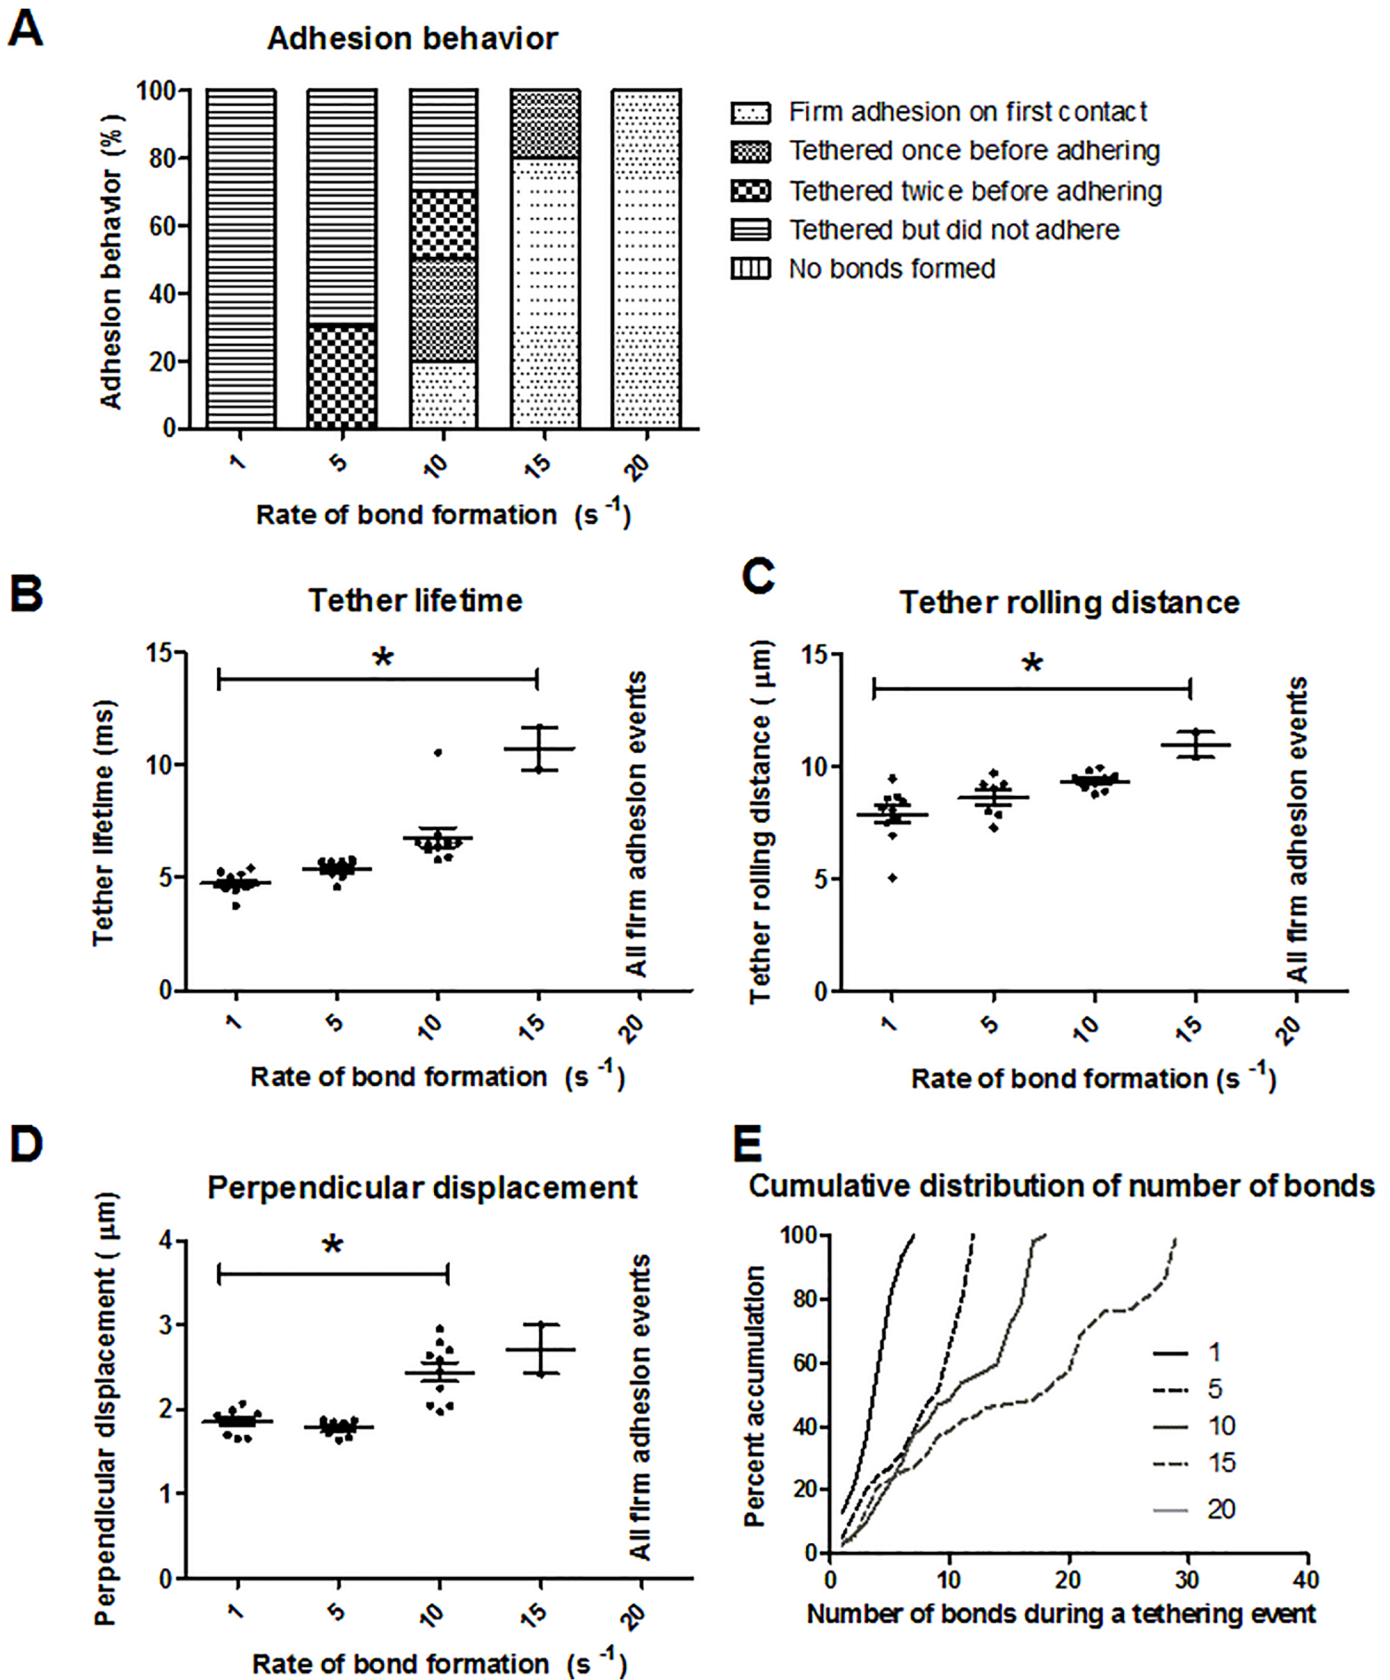 A
Adhesion behavior
Adhesion behavior (%)
100
80
60
40
20
0
1
5
10
15
20
Rate of bond formation (s -1)
Firm adhesion on first contact
Tethered once before adhering
Tethered twice before adhering
Tethered but did not adhere
No bonds formed
B
Tether lifetime
Tether lifetime (ms)
15
10
5
0
*
All firm adhesion events
1
5
10
15
20
Rate of bond formation (s -1)
C
Tether rolling distance
Tether rolling distance ( μm)
15
10
5
0
*
All firm adhesion events
1
5
10
15
20
Rate of bond formation (s -1)
D
Perpendicular displacement
Perpendicular displacement ( μm)
4
3
2
1
0
*
All firm adhesion events
1
5
10
15
20
Rate of bond formation (s -1)
E
Cumulative distribution of number of bonds
Percent accumulation
100
80
60
40
20
0
1
5
10
15
20
0
10
20
30
40
Number of bonds during a tethering event